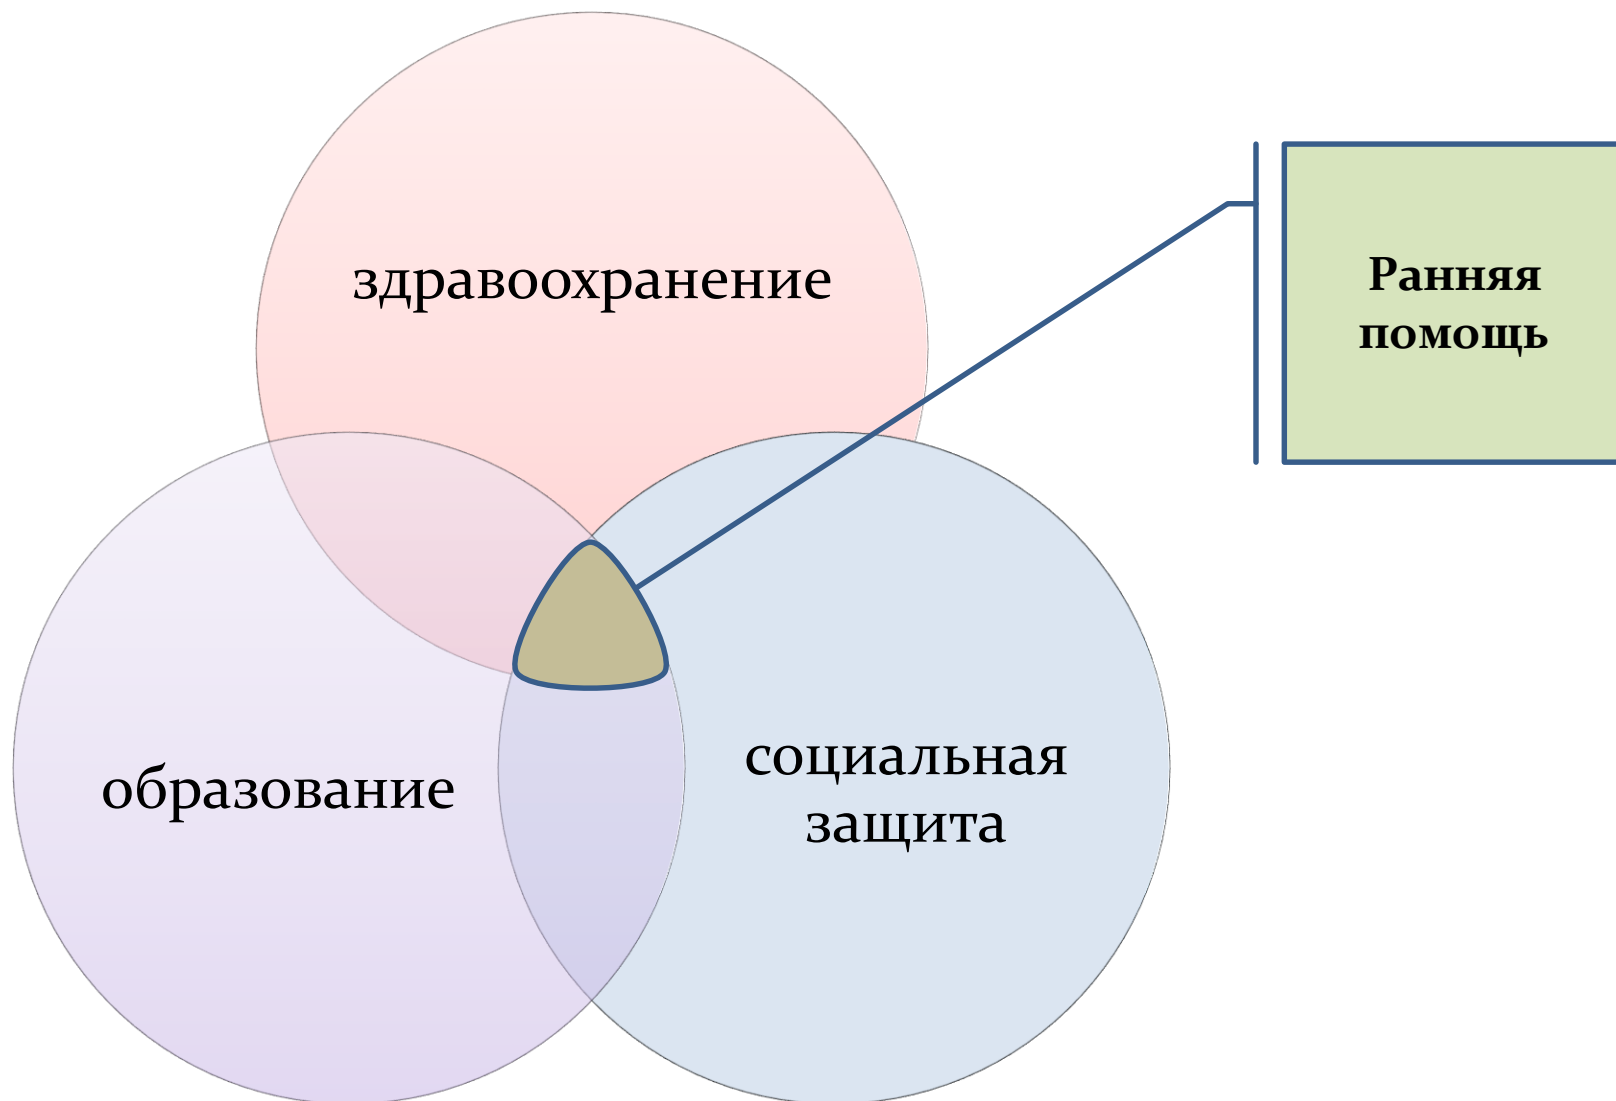 здравоохранение
Ранняя
помощь
образование
социальная
защита